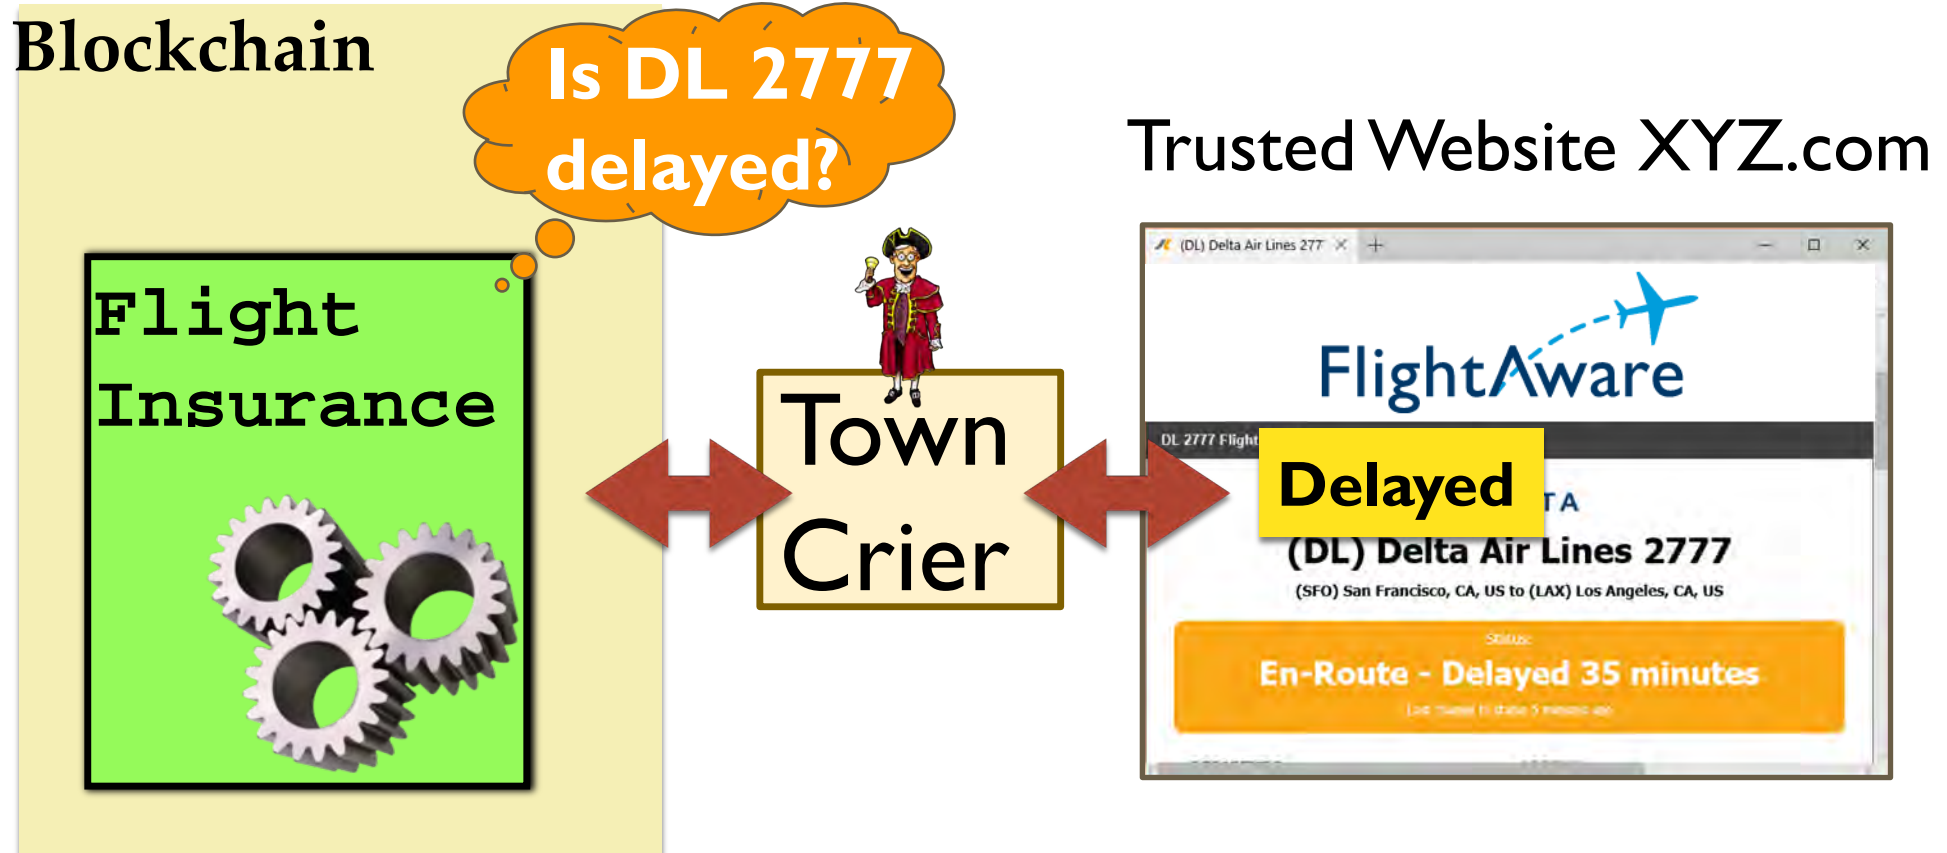 Blockchain
Is DL 2777
delayed?
Trusted Website XYZ.com
Flight
Insurance
Town
Crier
(DL) Delta Air Lines 277
FlightAware
DL 2777 Flight
Delayed
TA
(DL) Delta Air Lines 2777
(SFO) San Francisco, CA, US to (LAX) Los Angeles, CA, US
Status:
En-Route - Delayed 35 minutes